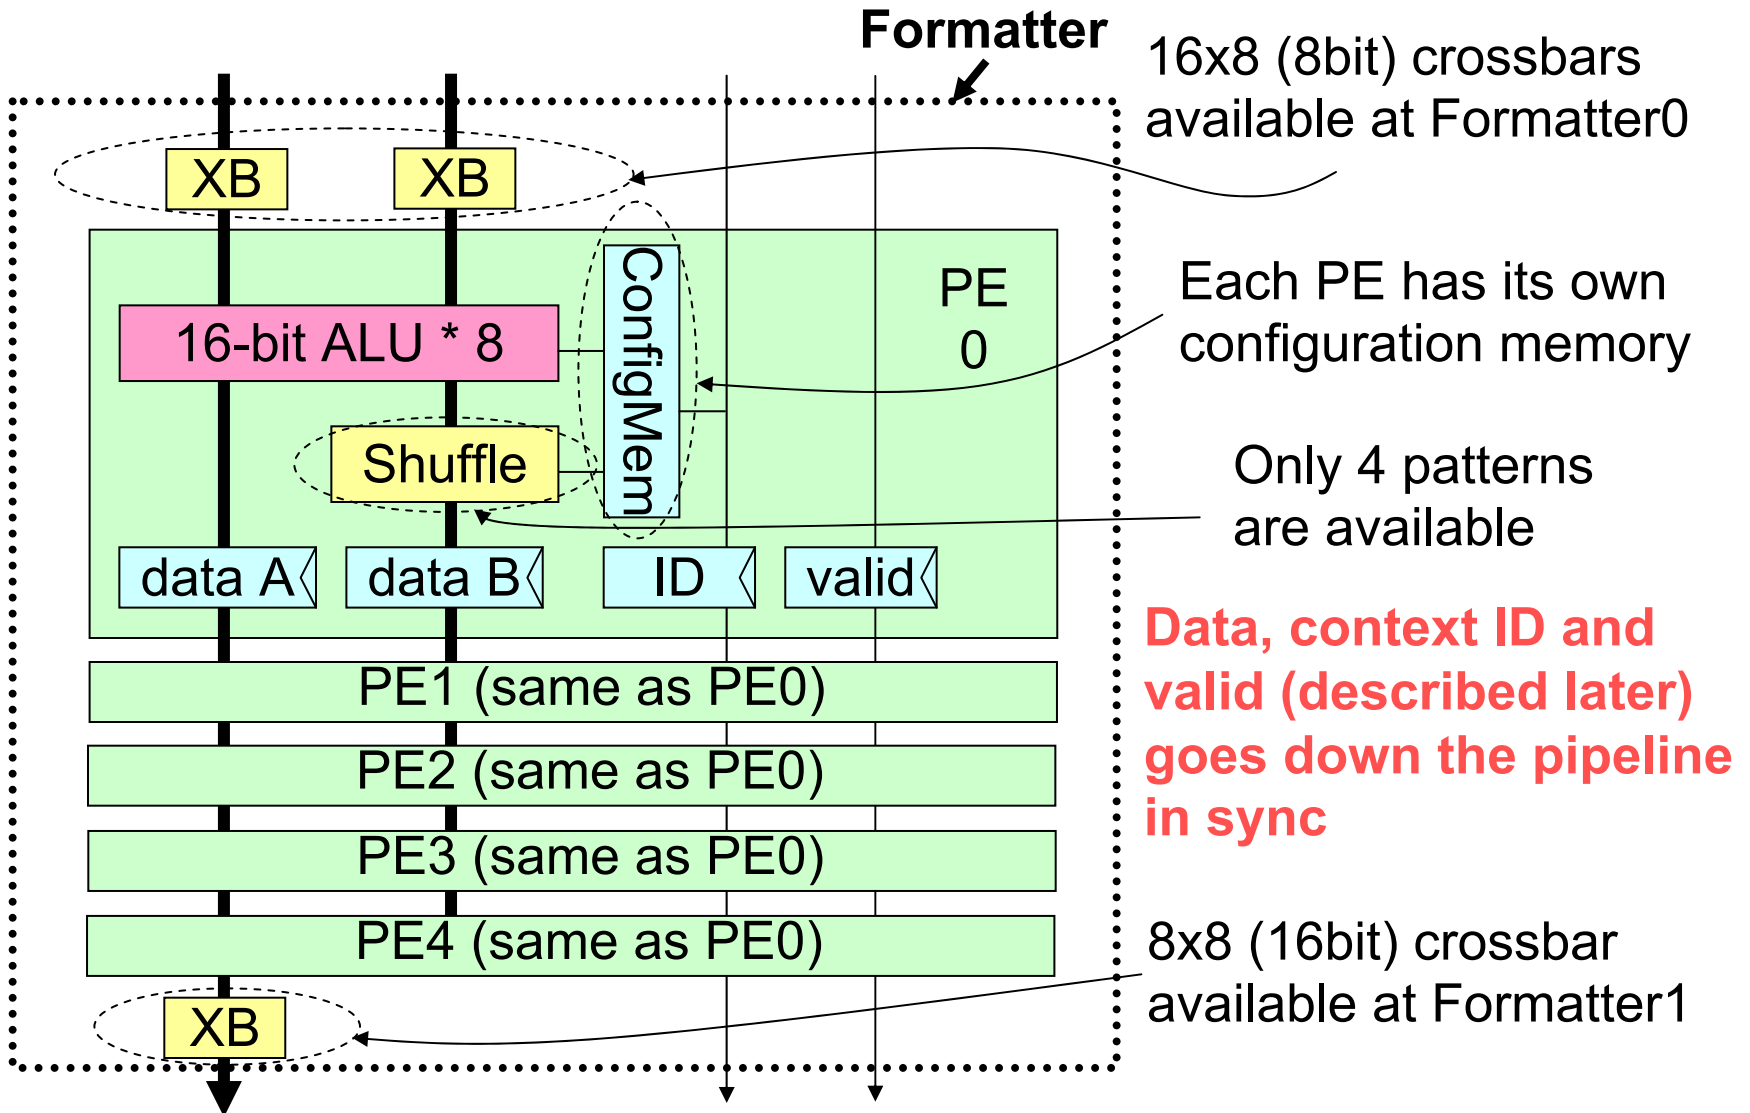 Formatter
16x8 (8bit) crossbars
available at Formatter0
XB
XB
ConfigMem
PE
0
Each PE has its own
configuration memory
16-bit ALU * 8
Shuffle
Only 4 patterns
are available
data A
data B
ID
valid
Data, context ID and
valid (described later)
goes down the pipeline
in sync
PE1 (same as PE0)
PE2 (same as PE0)
PE3 (same as PE0)
PE4 (same as PE0)
8x8 (16bit) crossbar
available at Formatter1
XB